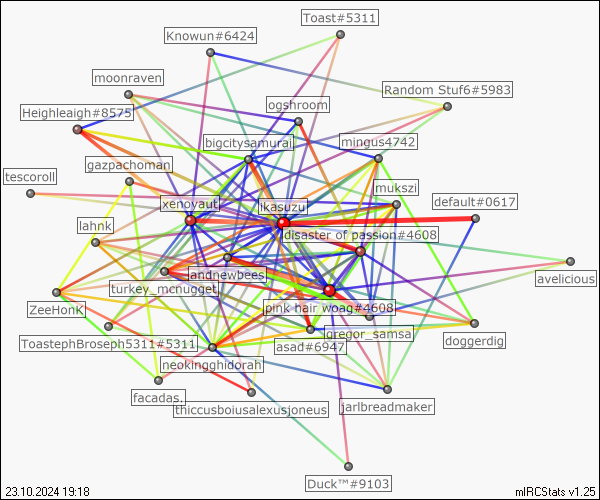 Toast#5311
Knowun#6424
moonraven
Random Stuf6#5983
ogshroom
Heighleaigh#8575
bigcitysamurai
mingus4742
gazpachoman
tescoroll
mukszi
xenoyaut
ikasuzu
default#0617
lahnk
disaster of passion#4608
andnewbees
avelicious
turkey_mcnugget
ZeeHonK
pink hair woag#4608
gregor_samsa
doggerdig
ToastephBroseph5311#5311
asad#6947
neokingghidorah
facadas.
thiccusboiusalexusjoneus
jarlbreadmaker
Duck™#9103
23.10.2024 19:18
mIRCStats v1.25